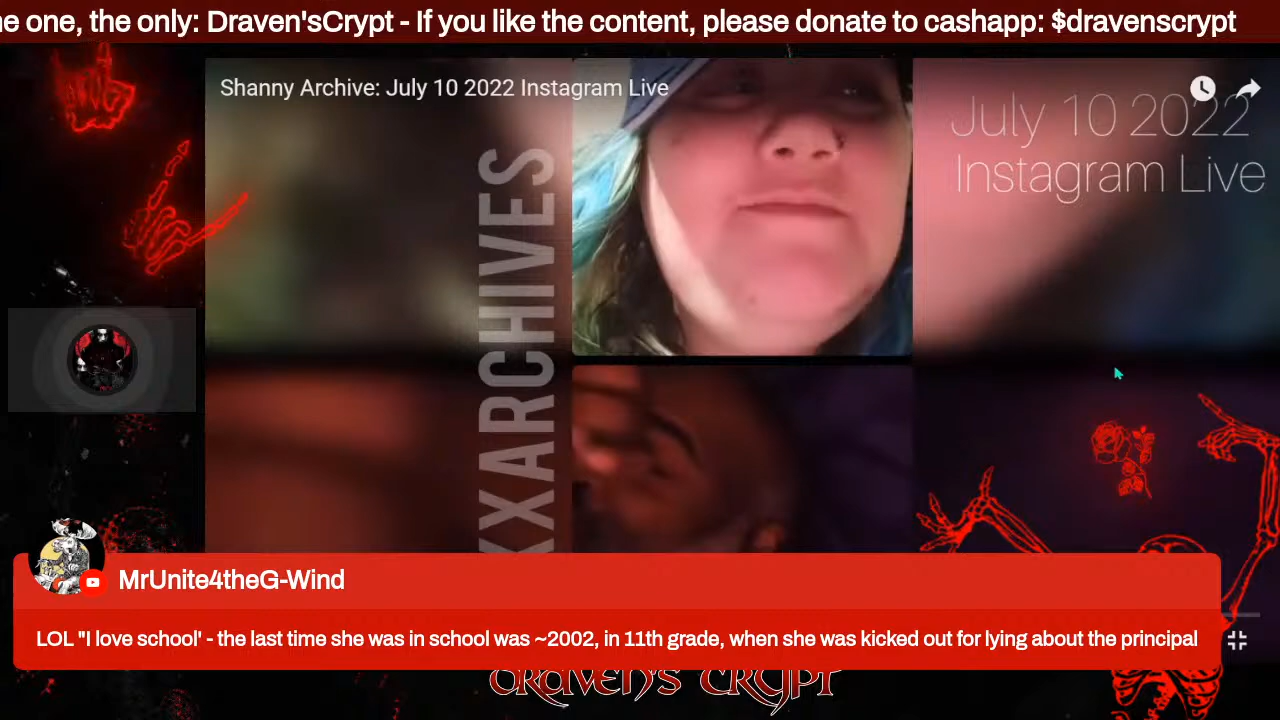 ne one, the only: Draven'sCrypt - If you like the content, please donate to cashapp: $dravenscrypt
Shanny Archive: July 10 2022 Instagram Live
July 10 2022
Instagram Live
XXARCHIVES
MrUnite4theG-Wind
LOL "I love school' - the last time she was in school was ~2002, in 11th grade, when she was kicked out for lying about the principal
DRAVEN'S CRYPT